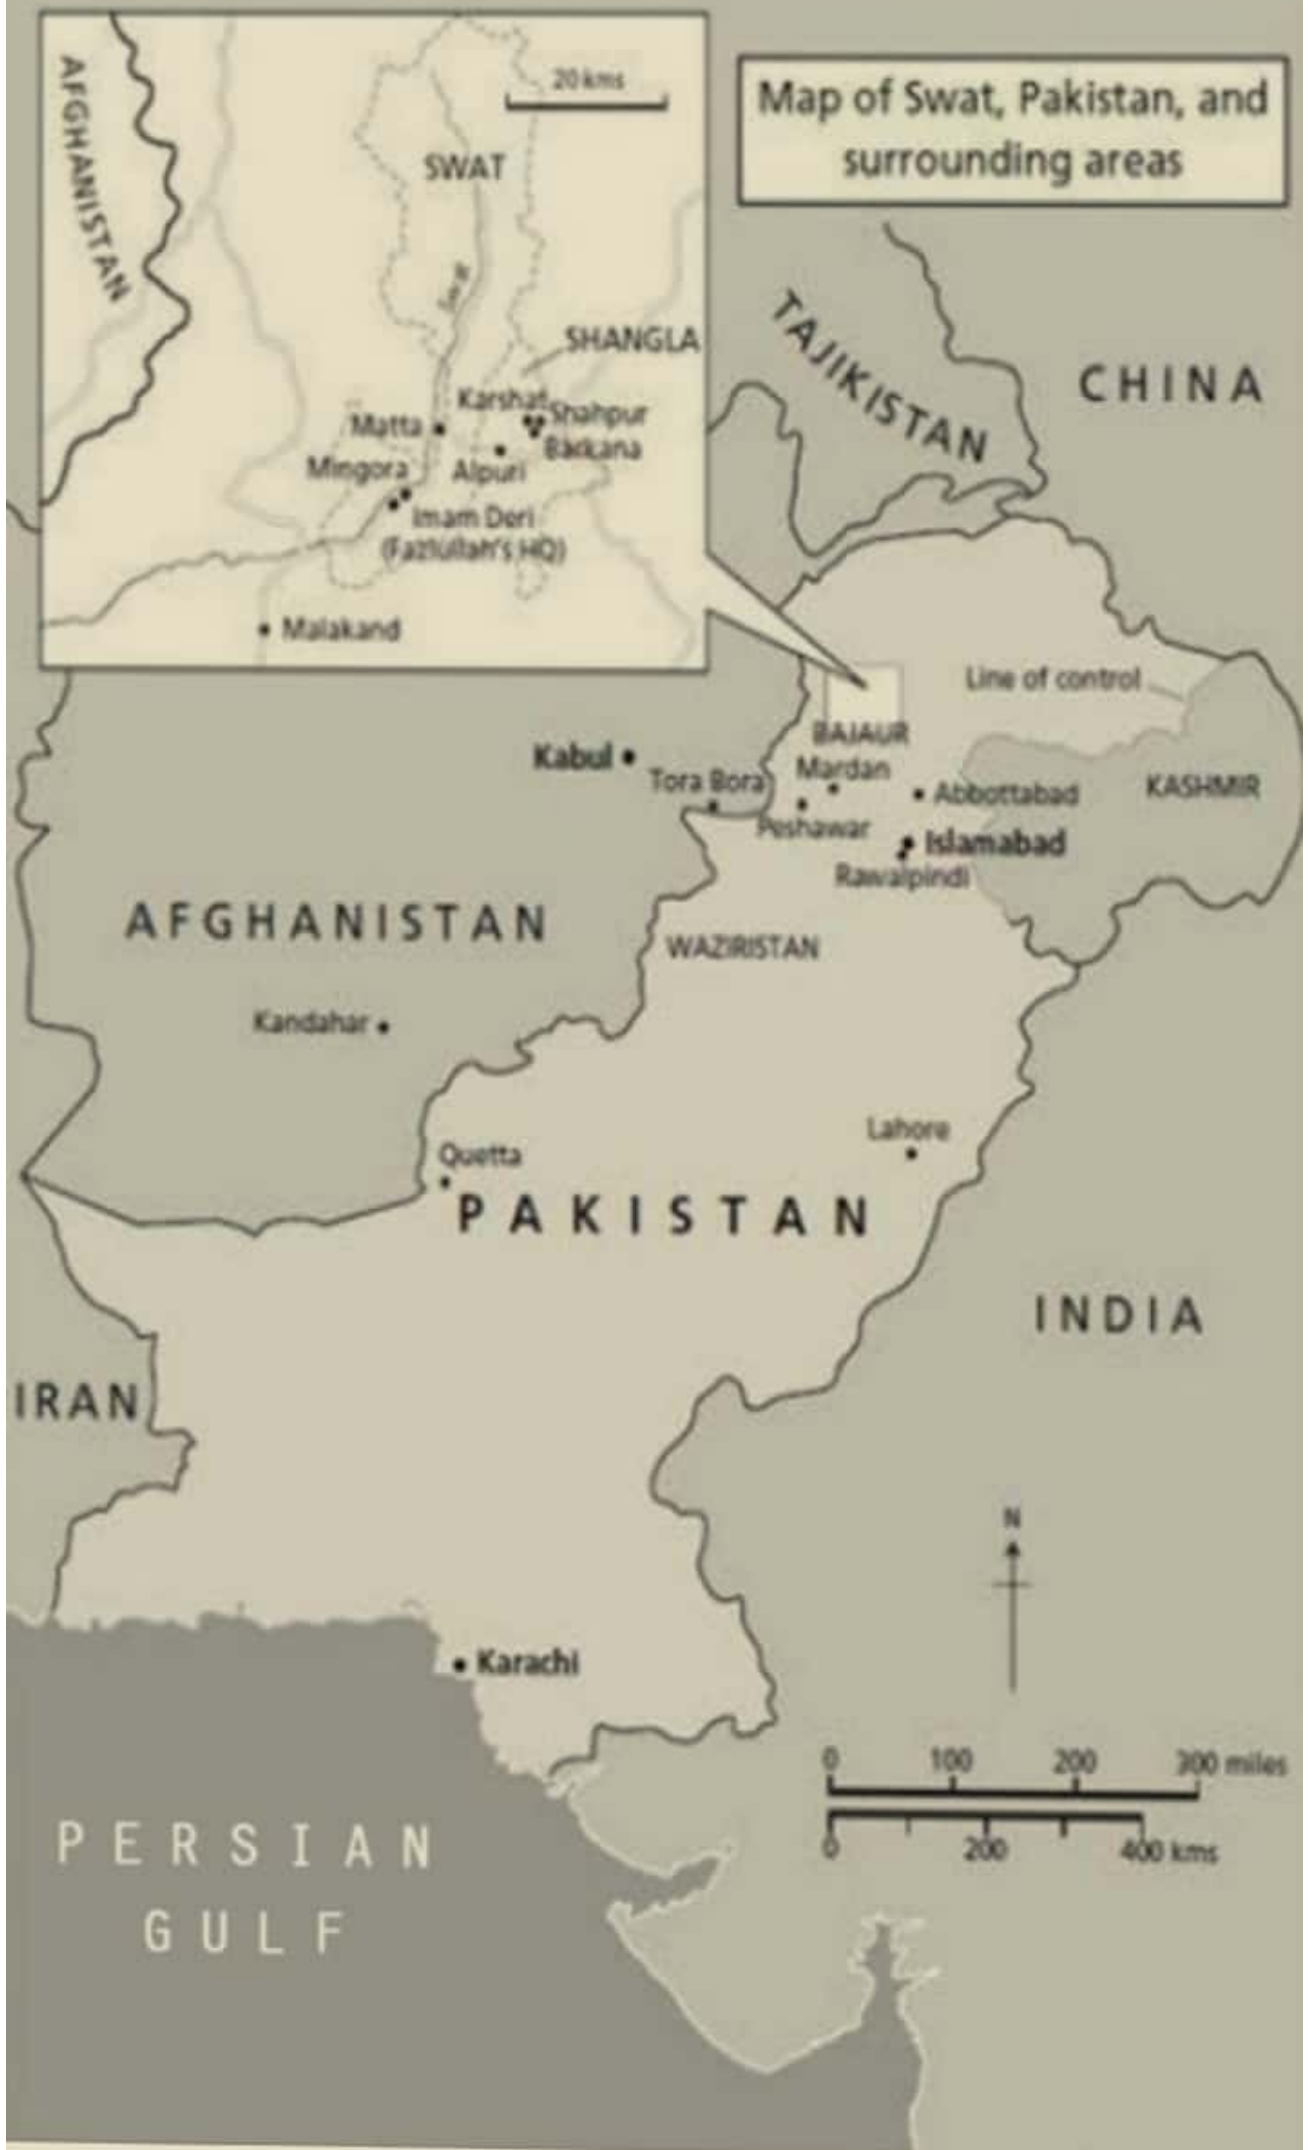 AFGHANISTAN
20 kms
SWAT
Swat
SHANGLA
Karshat
Shahpur
Matta
Barkana
Mingora
Alpuri
Imam Deri
(Fazlullah's HQ)
Malakand
Map of Swat, Pakistan, and
surrounding areas
TAJIKISTAN
CHINA
Line of control
BAJAUR
Kabul
Tora Bora
Mardan
Abbottabad
KASHMIR
Peshawar
Islamabad
Rawalpindi
AFGHANISTAN
WAZIRISTAN
Kandahar
Lahore
Quetta
PAKISTAN
INDIA
IRAN
N
Karachi
0 100 200 300 miles
0 200 400 kms
PERSIAN
GULF